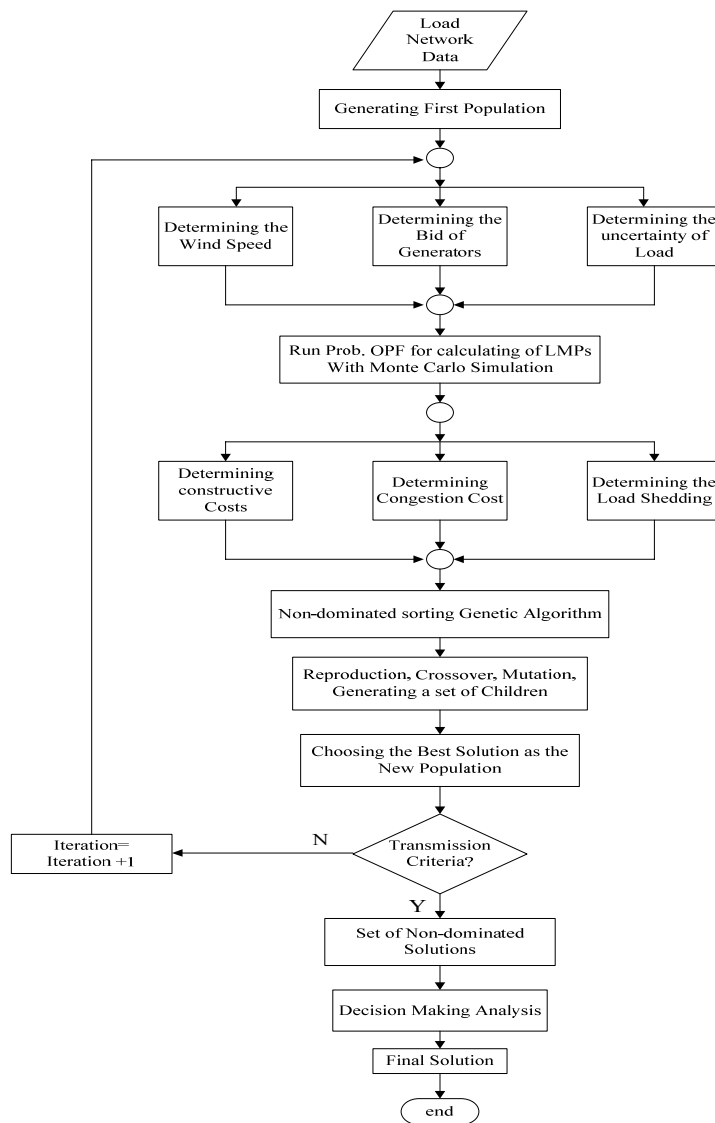 Load
Network
Data
Generating First Population
Determining the
Wind Speed
Determining the
Bid of
Generators
Determining the
uncertainty of
Load
Run Prob. OPF for calculating of LMPs
With Monte Carlo Simulation
Determining
constructive
Costs
Determining
Congestion Cost
Determining the
Load Shedding
Non-dominated sorting Genetic Algorithm
Reproduction, Crossover, Mutation,
Generating a set of Children
Choosing the Best Solution as the
New Population
Transmission
Criteria?
N
Iteration=
Iteration +1
Y
Set of Non-dominated
Solutions
Decision Making Analysis
Final Solution
end